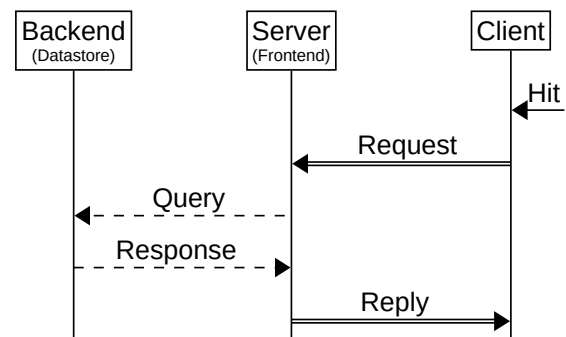 Backend
(Datastore)
Server
(Frontend)
Client
Hit
Request
Query
Response
Reply